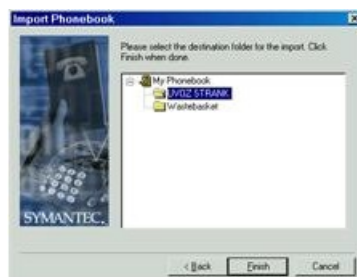 Import Phonebook
Please select the destination folder for the import. Click
Finish when done.
My Phonebook
UVOZ STRANK
Wastebasket
SYMANTEC.
< Back
Finish
Cancel